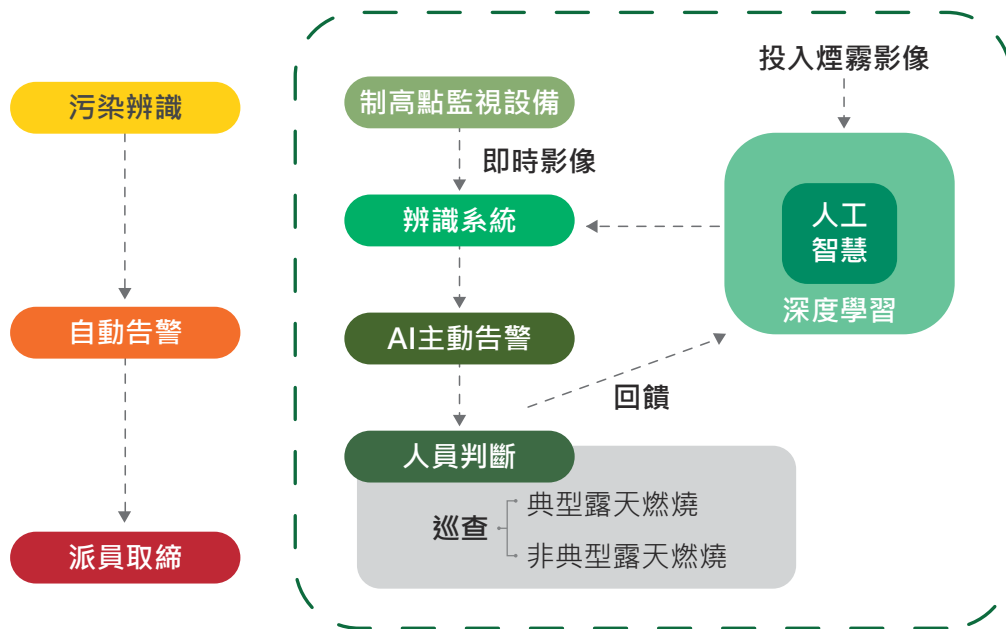 污染辨識
自動告警
派員取締
制高點監視設備
即時影像
辨識系統
AI主動告警
人員判斷
巡查
典型露天燃燒
非典型露天燃燒
投入煙霧影像
人工
智慧
深度學習
回饋